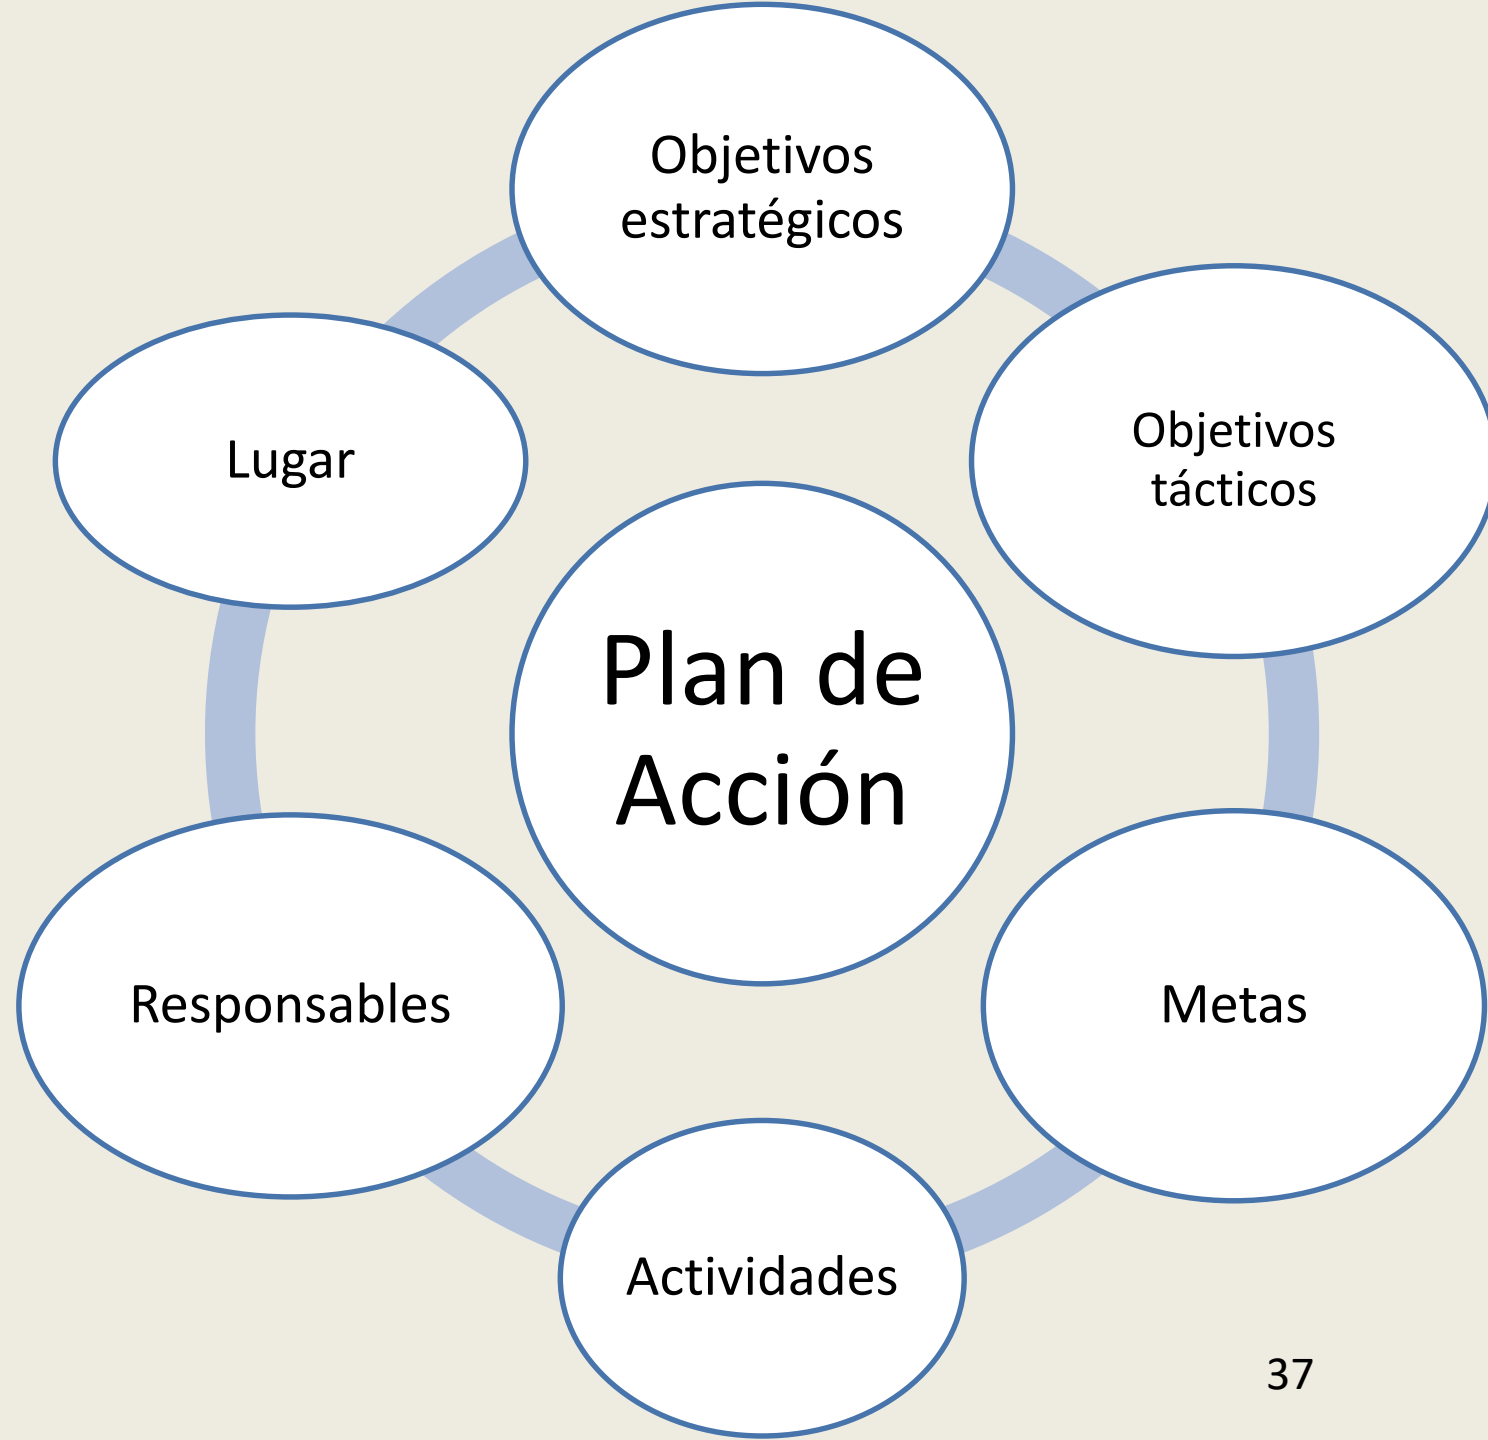 Objetivos
estratégicos
Objetivos
tácticos
Lugar
Plan de
Acción
Responsables
Metas
Actividades
37